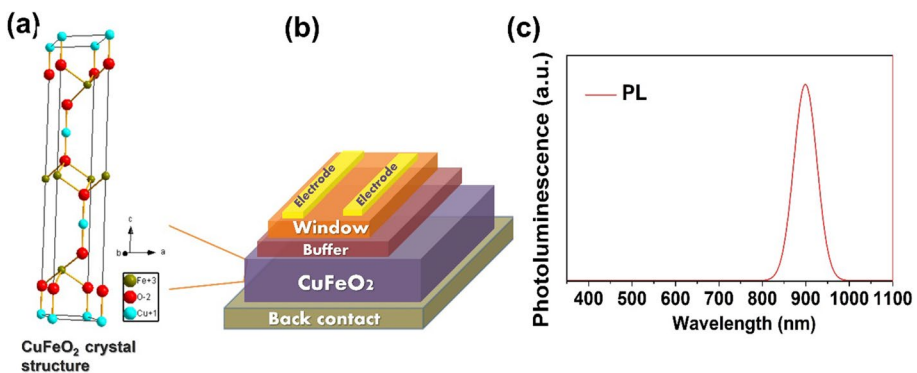 (a)
c
b
a
Fe+3
O-2
Cu+1
CuFeO₂ crystal
structure
(b)
Electrode
Electrode
Window
Buffer
CuFeO₂
Back contact
(c)
Photoluminescence (a.u.)
PL
400 500 600 700 800 900 1000 1100
Wavelength (nm)